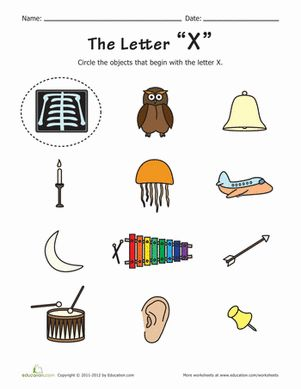 Name: Date:
The Letter “X”
Circle the objects that begin with the letter X.
education.com
Copyright © 2011-2012 by Education.com
More worksheets at www.education.com/worksheets